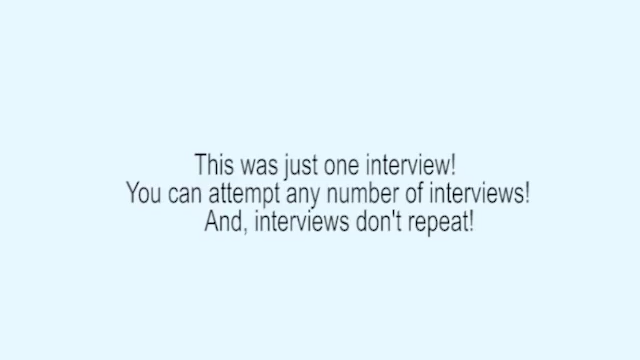 This was just one interview!
You can attempt any number of interviews!
And, interviews don't repeat!